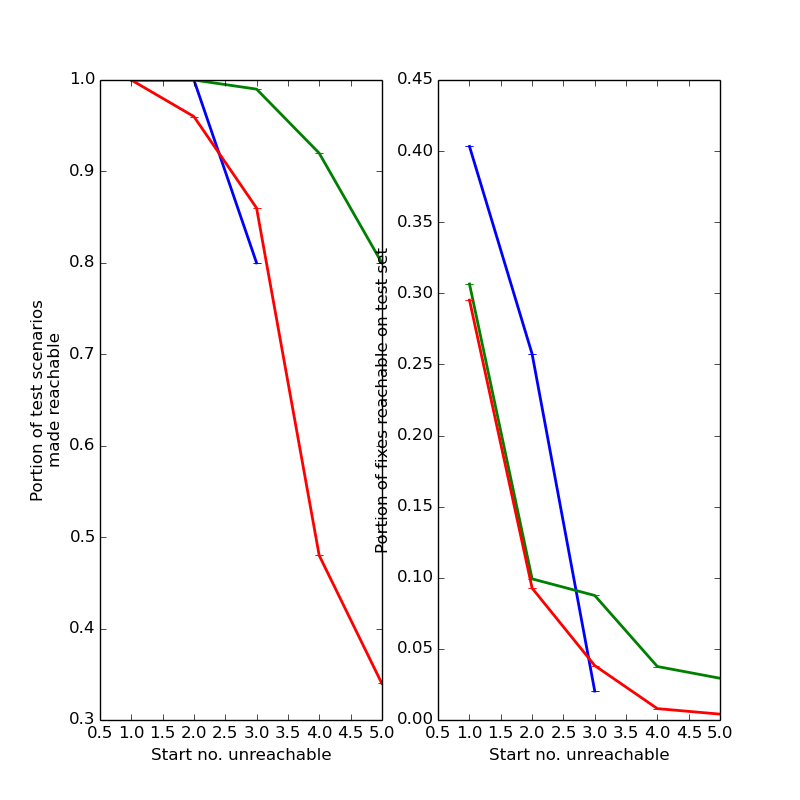 1.0
0.9
0.8
0.7
0.6
0.5
0.4
0.3
Portion of test scenarios
made reachable
0.5 1.0 1.5 2.0 2.5 3.0 3.5 4.0 4.5 5.0
Start no. unreachable
0.45
0.40
0.35
0.30
0.25
0.20
0.15
0.10
0.05
0.00
Portion of fixes reachable on test set
0.5 1.0 1.5 2.0 2.5 3.0 3.5 4.0 4.5 5.0
Start no. unreachable